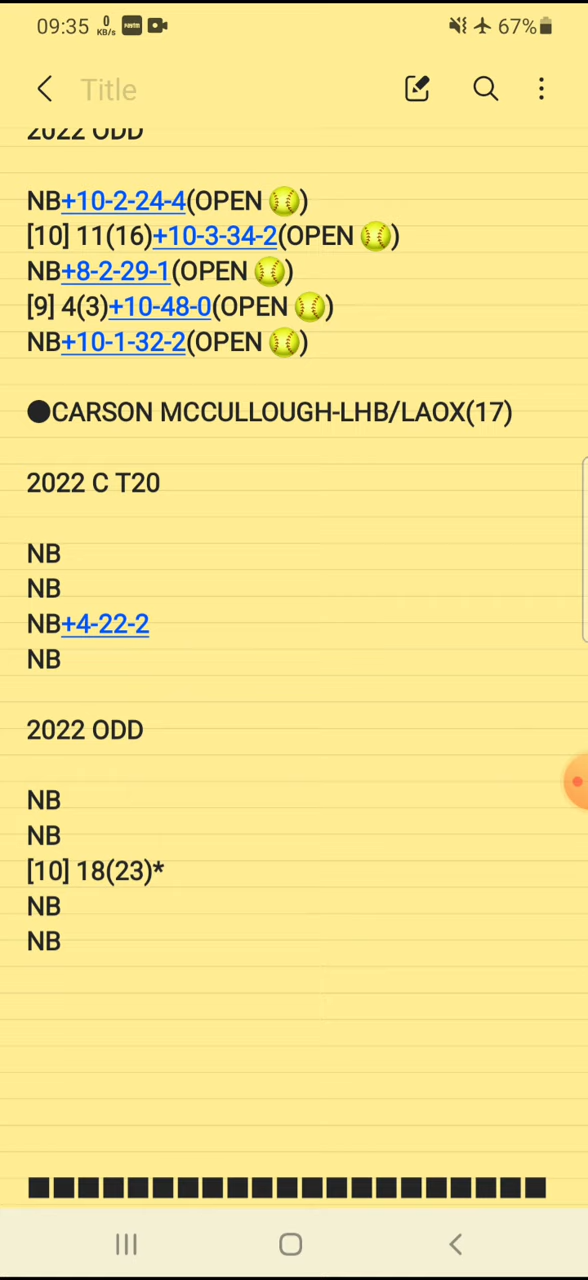 09:35 0 KB/s Paytm 67%
Title
2022 ODD
NB+10-2-24-4(OPEN 🥎)
[10] 11(16)+10-3-34-2(OPEN 🥎)
NB+8-2-29-1(OPEN 🥎)
[9] 4(3)+10-48-0(OPEN 🥎)
NB+10-1-32-2(OPEN 🥎)
●CARSON MCCULLOUGH-LHB/LAOX(17)
2022 C T20
NB
NB
NB+4-22-2
NB
2022 ODD
NB
NB
[10] 18(23)*
NB
NB
■■■■■■■■■■■■■■■■■■■■■